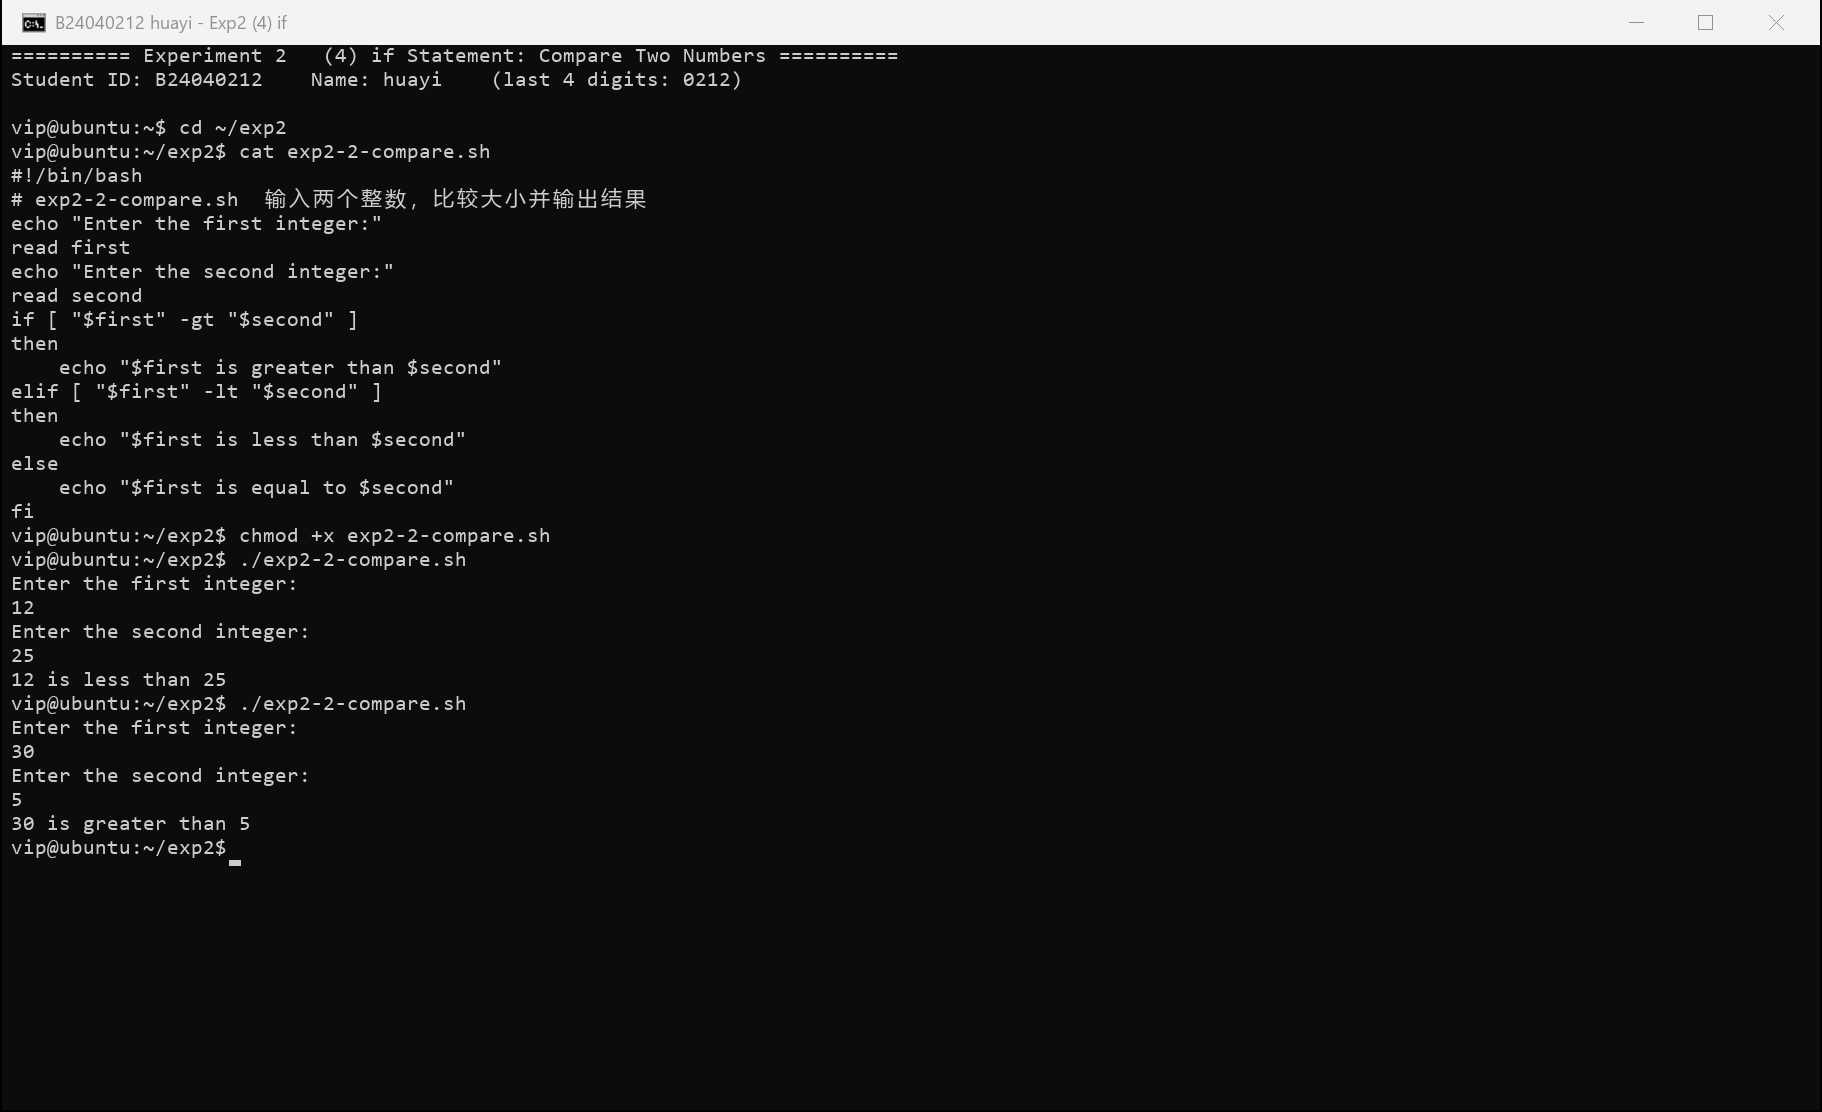 B24040212 huayi - Exp2 (4) if
========== Experiment 2   (4) if Statement: Compare Two Numbers ==========
Student ID: B24040212    Name: huayi    (last 4 digits: 0212)
vip@ubuntu:~$ cd ~/exp2
vip@ubuntu:~/exp2$ cat exp2-2-compare.sh
#!/bin/bash
# exp2-2-compare.sh  输入两个整数，比较大小并输出结果
echo "Enter the first integer:"
read first
echo "Enter the second integer:"
read second
if [ "$first" -gt "$second" ]
then
    echo "$first is greater than $second"
elif [ "$first" -lt "$second" ]
then
    echo "$first is less than $second"
else
    echo "$first is equal to $second"
fi
vip@ubuntu:~/exp2$ chmod +x exp2-2-compare.sh
vip@ubuntu:~/exp2$ ./exp2-2-compare.sh
Enter the first integer:
12
Enter the second integer:
25
12 is less than 25
vip@ubuntu:~/exp2$ ./exp2-2-compare.sh
Enter the first integer:
30
Enter the second integer:
5
30 is greater than 5
vip@ubuntu:~/exp2$